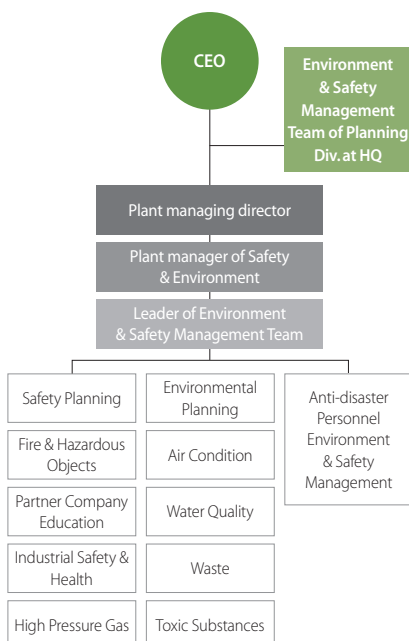 CEO
Environment
& Safety
Management
Team of Planning
Div. at HQ
Plant managing director
Plant manager of Safety
& Environment
Leader of Environment
& Safety Management Team
Safety Planning
Fire & Hazardous
Objects
Partner Company
Education
Industrial Safety &
Health
High Pressure Gas
Environmental
Planning
Air Condition
Water Quality
Waste
Toxic Substances
Anti-disaster
Personnel
Environment
& Safety
Management